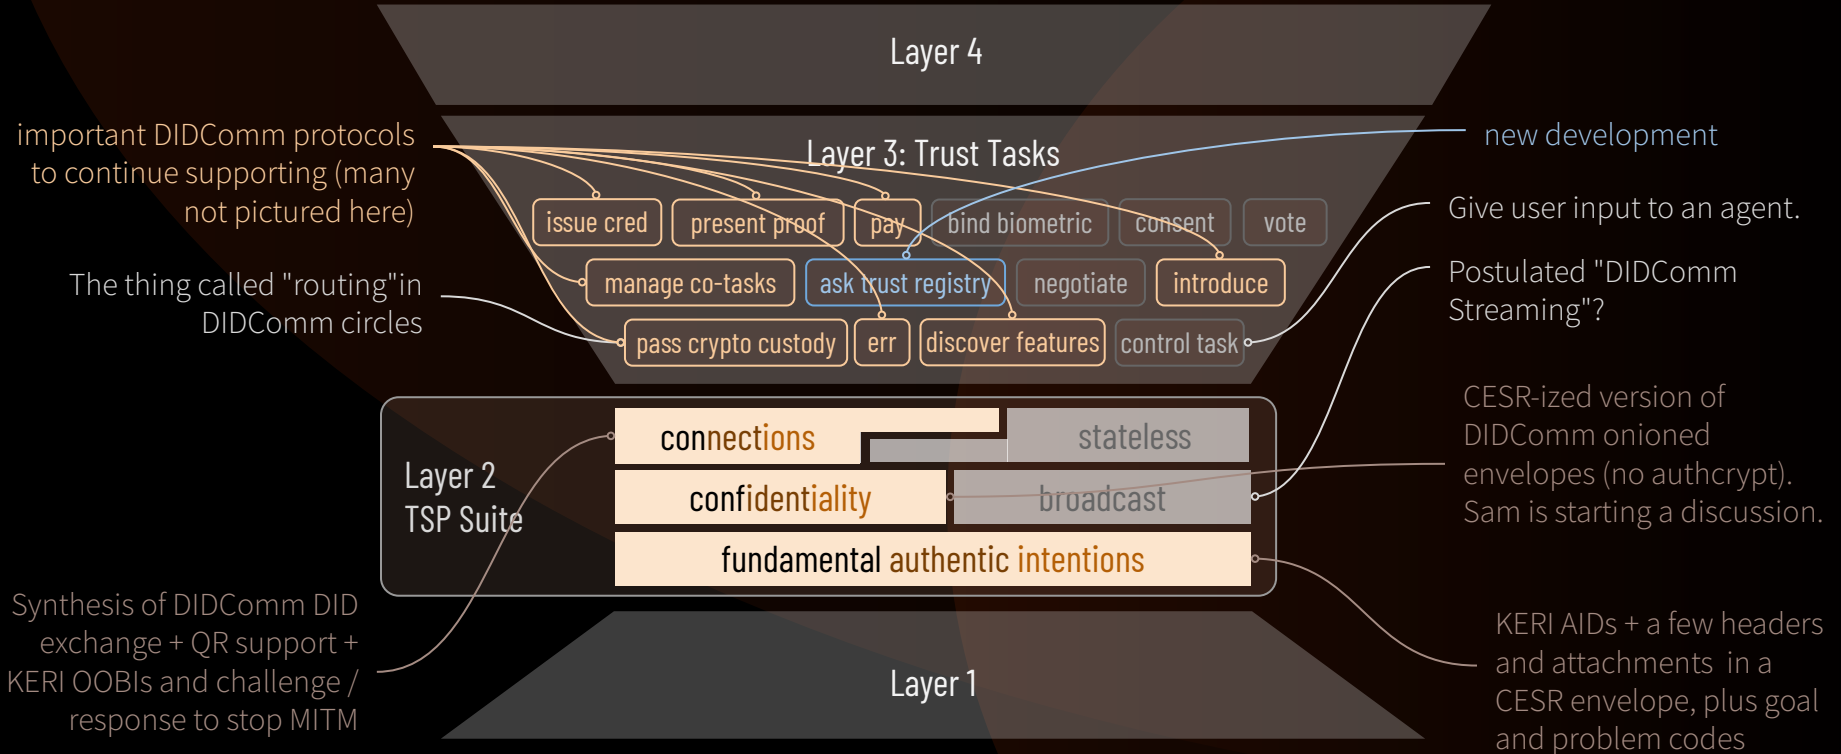 Layer 4
important DIDComm protocols
to continue supporting (many
not pictured here)
The thing called "routing"in
DIDComm circles
Layer 3: Trust Tasks
issue cred
present proof
pay
bind biometric
consent
vote
manage co-tasks
ask trust registry
negotiate
introduce
pass crypto custody
err
discover features
control task
new development
Give user input to an agent.
Postulated "DIDComm
Streaming"?
Layer 2
TSP Suite
connections
stateless
confidentiality
broadcast
fundamental authentic intentions
CESR-ized version of
DIDComm onioned
envelopes (no authcrypt).
Sam is starting a discussion.
Synthesis of DIDComm DID
exchange + QR support +
KERI OOBIs and challenge /
response to stop MITM
Layer 1
KERI AIDs + a few headers
and attachments in a
CESR envelope, plus goal
and problem codes